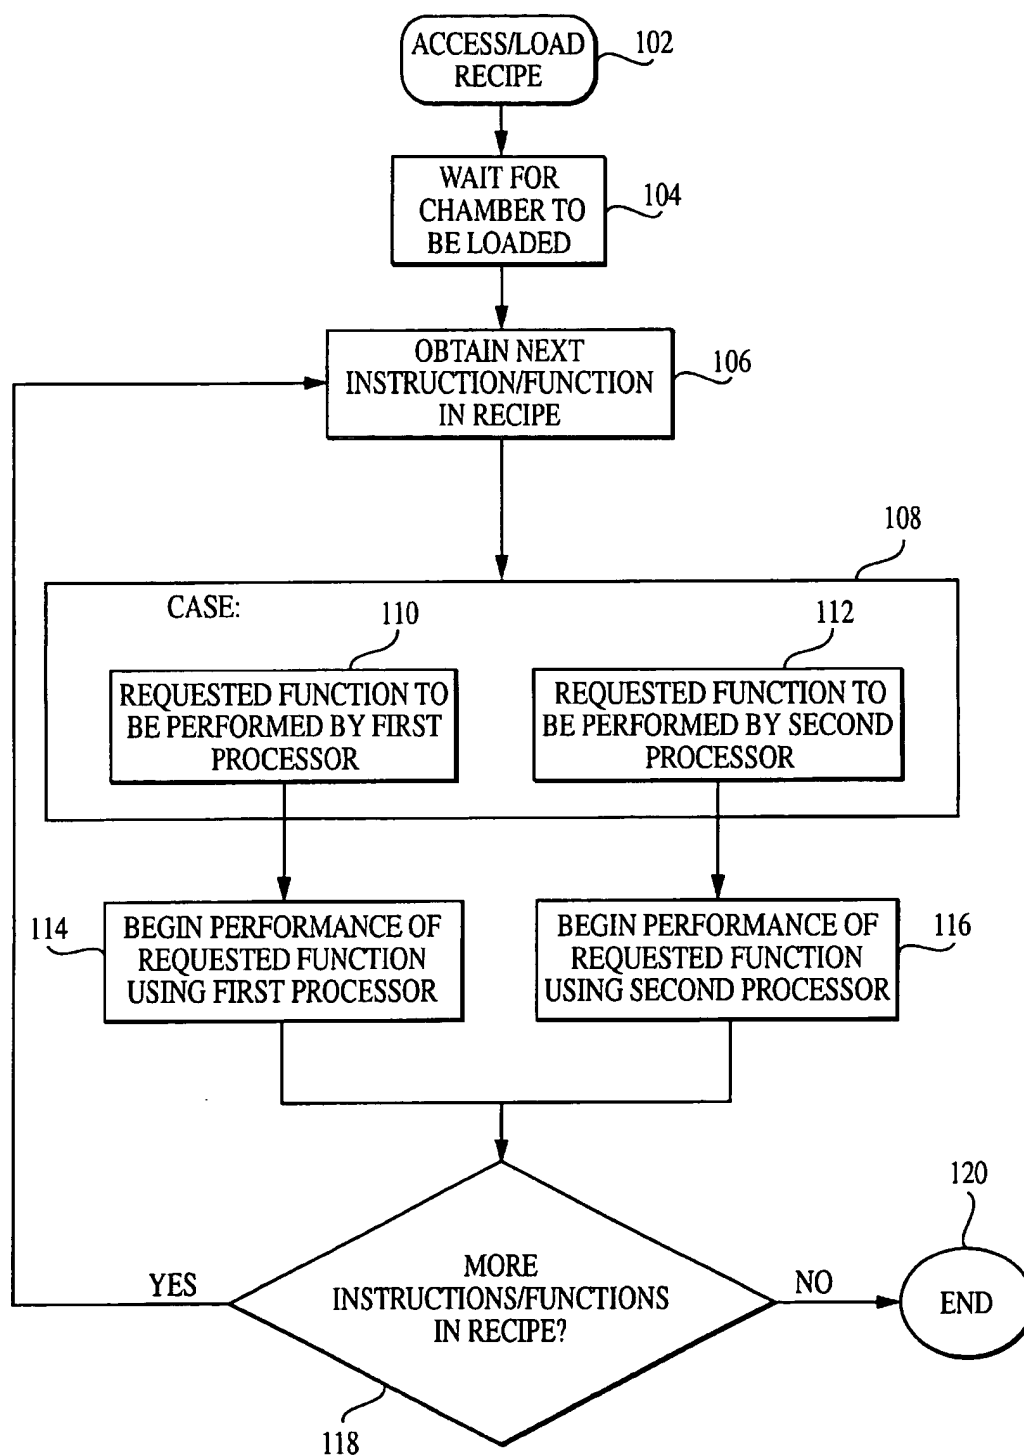 ACCESS/LOAD
RECIPE
102
WAIT FOR
CHAMBER TO
BE LOADED
104
OBTAIN NEXT
INSTRUCTION/FUNCTION
IN RECIPE
106
108
CASE:
110
REQUESTED FUNCTION TO
BE PERFORMED BY FIRST
PROCESSOR
112
REQUESTED FUNCTION TO
BE PERFORMED BY SECOND
PROCESSOR
114
BEGIN PERFORMANCE OF
REQUESTED FUNCTION
USING FIRST PROCESSOR
BEGIN PERFORMANCE OF
REQUESTED FUNCTION
USING SECOND PROCESSOR
116
MORE
INSTRUCTIONS/FUNCTIONS
IN RECIPE?
118
YES
NO
120
END